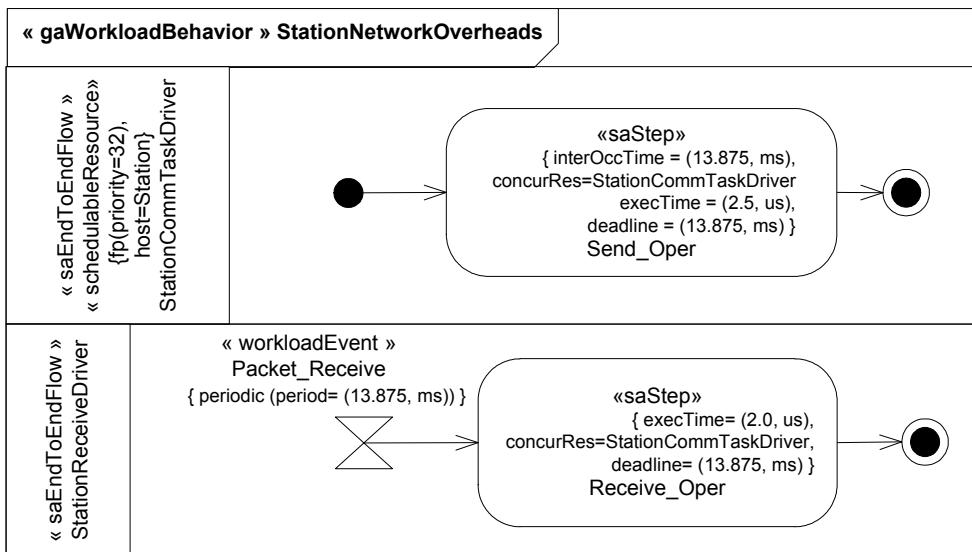 « gaWorkloadBehavior » StationNetworkOverheads
« saEndToEndFlow »
« schedulableResource»
{fp(priority=32),
host=Station}
StationCommTaskDriver
«saStep»
{ interOccTime = (13.875, ms),
concurRes=StationCommTaskDriver
execTime = (2.5, us),
deadline = (13.875, ms) }
Send_Oper
« saEndToEndFlow »
StationReceiveDriver
« workloadEvent »
Packet_Receive
{ periodic (period= (13.875, ms)) }
«saStep»
{ execTime= (2.0, us),
concurRes=StationCommTaskDriver,
deadline= (13.875, ms) }
Receive_Oper